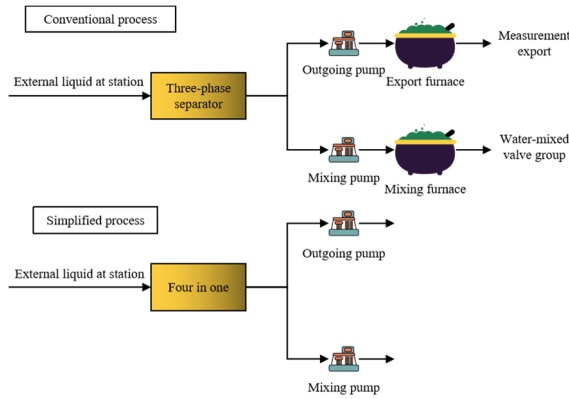 Conventional process
External liquid at station
Three-phase
separator
Outgoing pump
Export furnace
Measurement
export
Mixing pump
Mixing furnace
Water-mixed
valve group
Simplified process
External liquid at station
Four in one
Outgoing pump
Mixing pump